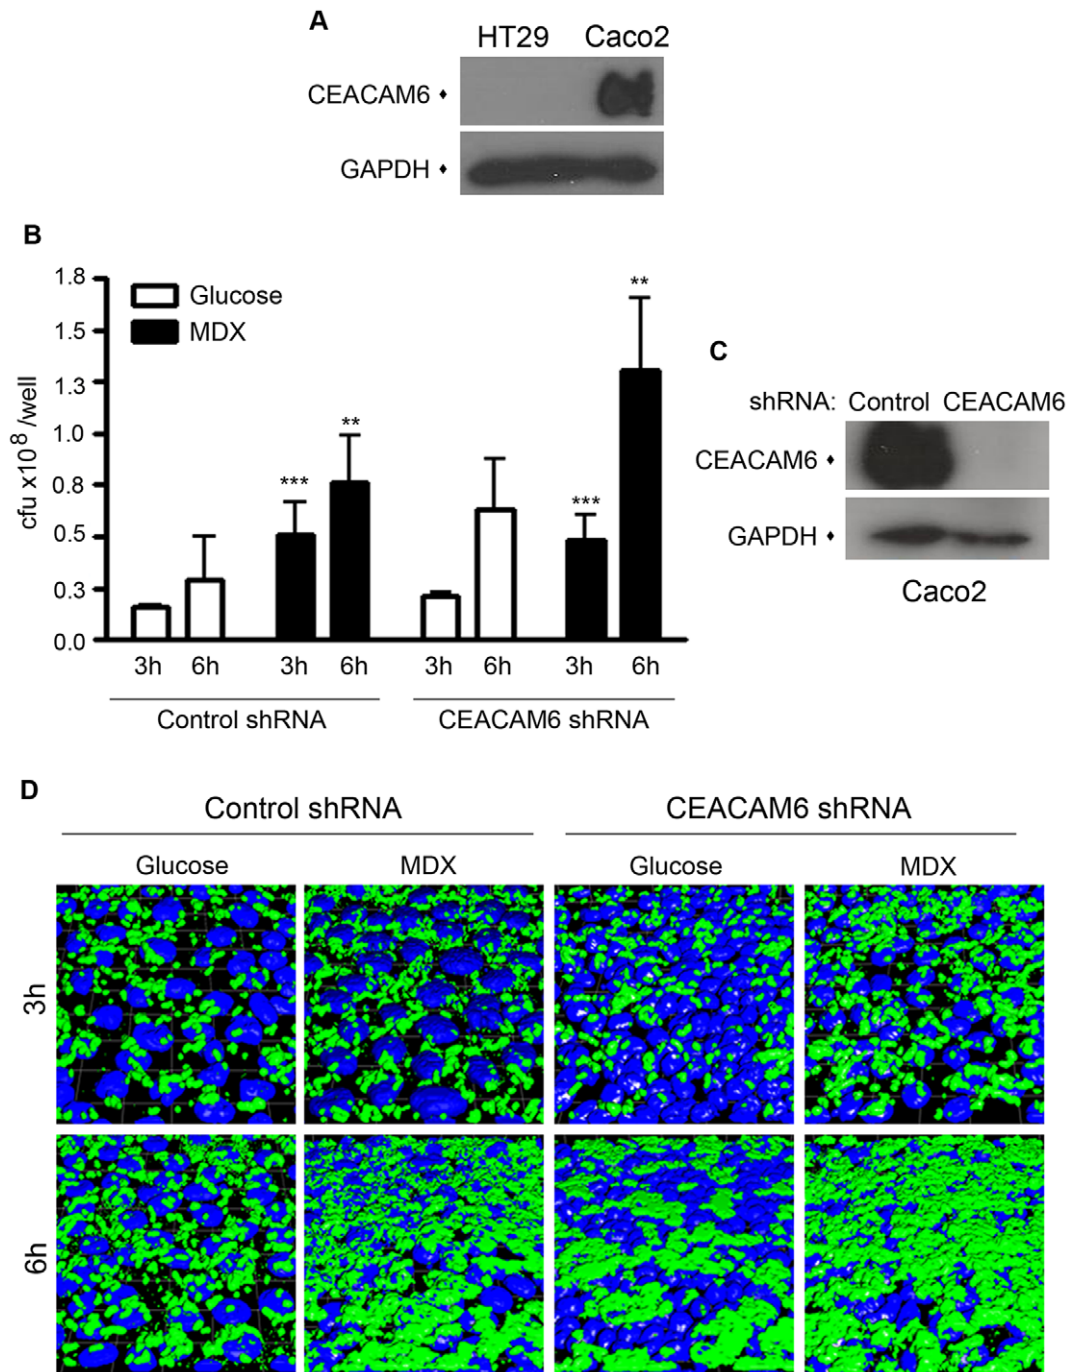 A
HT29 Caco2
CEACAM6
GAPDH
B
1.8
1.5
1.3
1.0
0.8
0.5
0.3
0.0
cfu x10⁸ /well
Glucose
MDX
***
**
***
**
3h 6h 3h 6h 3h 6h 3h 6h
Control shRNA CEACAM6 shRNA
C
shRNA: Control CEACAM6
CEACAM6
GAPDH
Caco2
D
Control shRNA CEACAM6 shRNA
Glucose MDX Glucose MDX
3h
6h